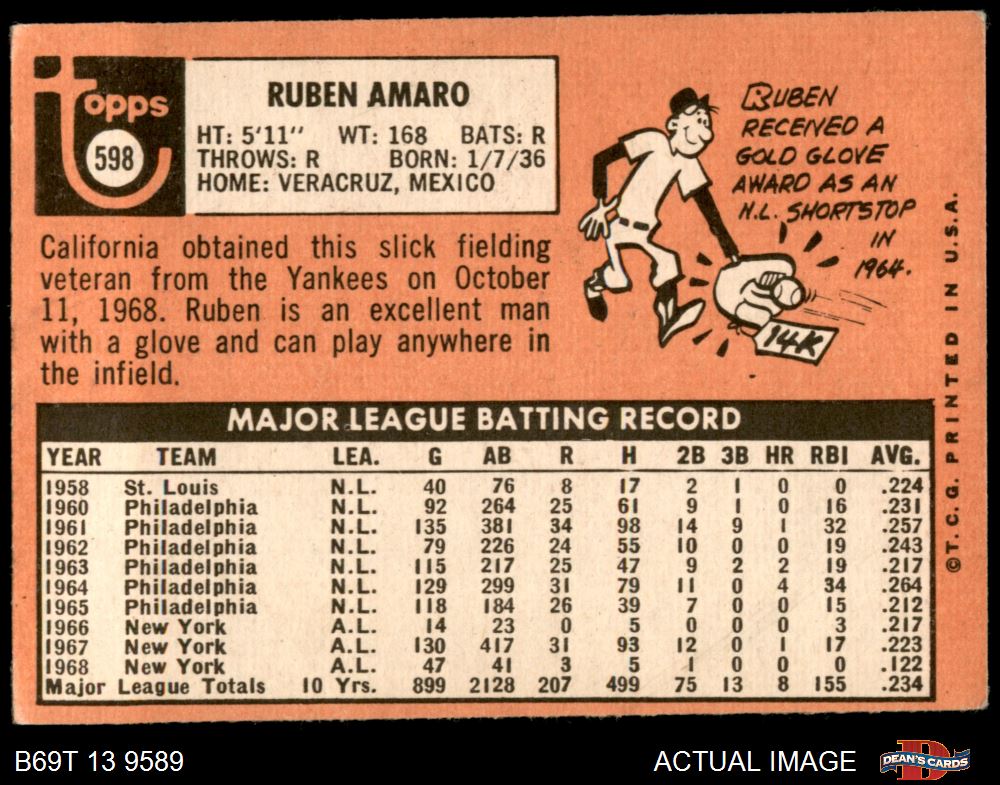 Topps
598
RUBEN AMARO
HT: 5'11" WT: 168 BATS: R
THROWS: R BORN: 1/7/36
HOME: VERACRUZ, MEXICO
RUBEN
RECEIVED A
GOLD GLOVE
AWARD AS AN
N.L. SHORTSTOP
IN
1964.
14K
California obtained this slick fielding
veteran from the Yankees on October
11, 1968. Ruben is an excellent man
with a glove and can play anywhere in
the infield.
MAJOR LEAGUE BATTING RECORD
YEAR TEAM LEA. G AB R H 2B 3B HR RBI AVG.
1958 St. Louis N.L. 40 76 8 17 2 1 0 0 .224
1960 Philadelphia N.L. 92 264 25 61 9 1 0 16 .231
1961 Philadelphia N.L. 135 381 34 98 14 9 1 32 .257
1962 Philadelphia N.L. 79 226 24 55 10 0 0 19 .243
1963 Philadelphia N.L. 115 217 25 47 9 2 2 19 .217
1964 Philadelphia N.L. 129 299 31 79 11 0 4 34 .264
1965 Philadelphia N.L. 118 184 26 39 7 0 0 15 .212
1966 New York A.L. 14 23 0 5 0 0 0 3 .217
1967 New York A.L. 130 417 31 93 12 0 1 17 .223
1968 New York A.L. 47 41 3 5 1 0 0 0 .122
Major League Totals 10 Yrs. 899 2128 207 499 75 13 8 155 .234
©T.C.G. PRINTED IN U.S.A.
B69T 13 9589
ACTUAL IMAGE
D
DEAN'S CARDS